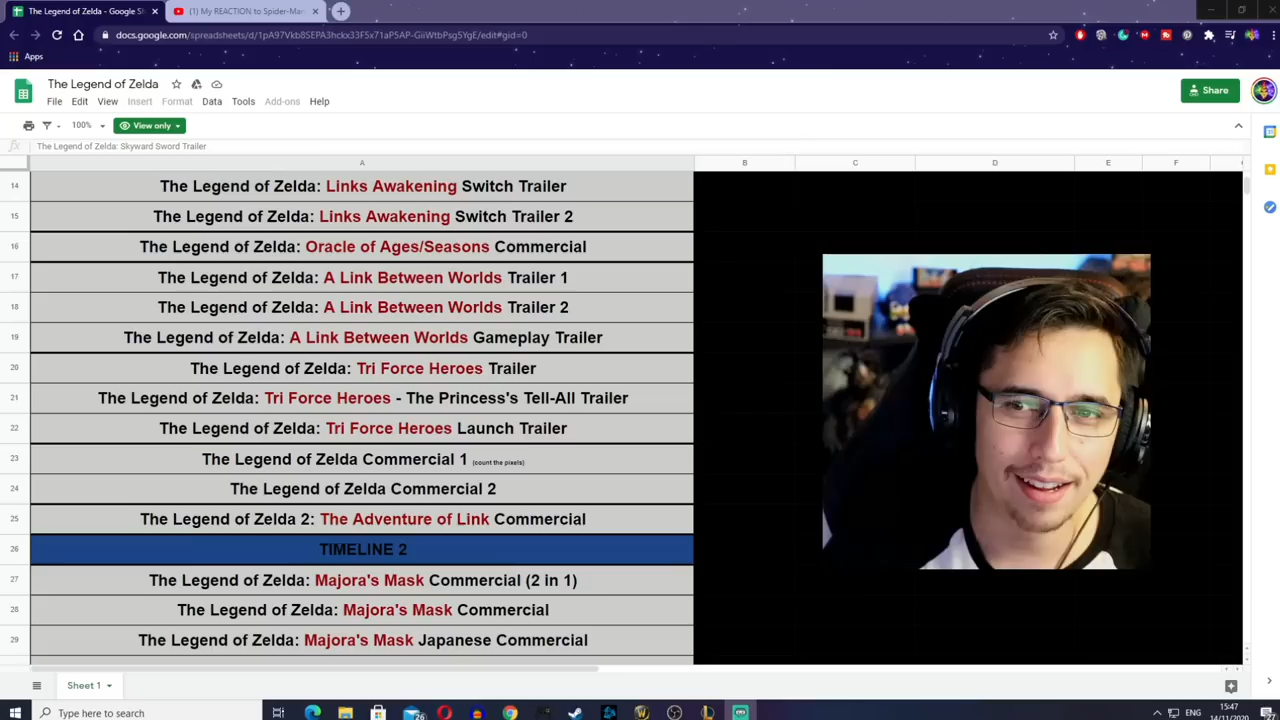 The Legend of Zelda - Google Sh
(1) My REACTION to Spider-Man
docs.google.com/spreadsheets/d/1pA97Vkb8SEPA3hckx33F5x71aP5AP-GiiWtbPsg5YgE/edit#gid=0
Apps
The Legend of Zelda
File Edit View Insert Format Data Tools Add-ons Help
Share
100% View only
The Legend of Zelda: Skyward Sword Trailer
A B C D E F
14 The Legend of Zelda: Links Awakening Switch Trailer
15 The Legend of Zelda: Links Awakening Switch Trailer 2
16 The Legend of Zelda: Oracle of Ages/Seasons Commercial
17 The Legend of Zelda: A Link Between Worlds Trailer 1
18 The Legend of Zelda: A Link Between Worlds Trailer 2
19 The Legend of Zelda: A Link Between Worlds Gameplay Trailer
20 The Legend of Zelda: Tri Force Heroes Trailer
21 The Legend of Zelda: Tri Force Heroes - The Princess's Tell-All Trailer
22 The Legend of Zelda: Tri Force Heroes Launch Trailer
23 The Legend of Zelda Commercial 1 (count the pixels)
24 The Legend of Zelda Commercial 2
25 The Legend of Zelda 2: The Adventure of Link Commercial
26 TIMELINE 2
27 The Legend of Zelda: Majora's Mask Commercial (2 in 1)
28 The Legend of Zelda: Majora's Mask Commercial
29 The Legend of Zelda: Majora's Mask Japanese Commercial
Sheet 1
Type here to search
26
ENG
15:47
14/11/2020